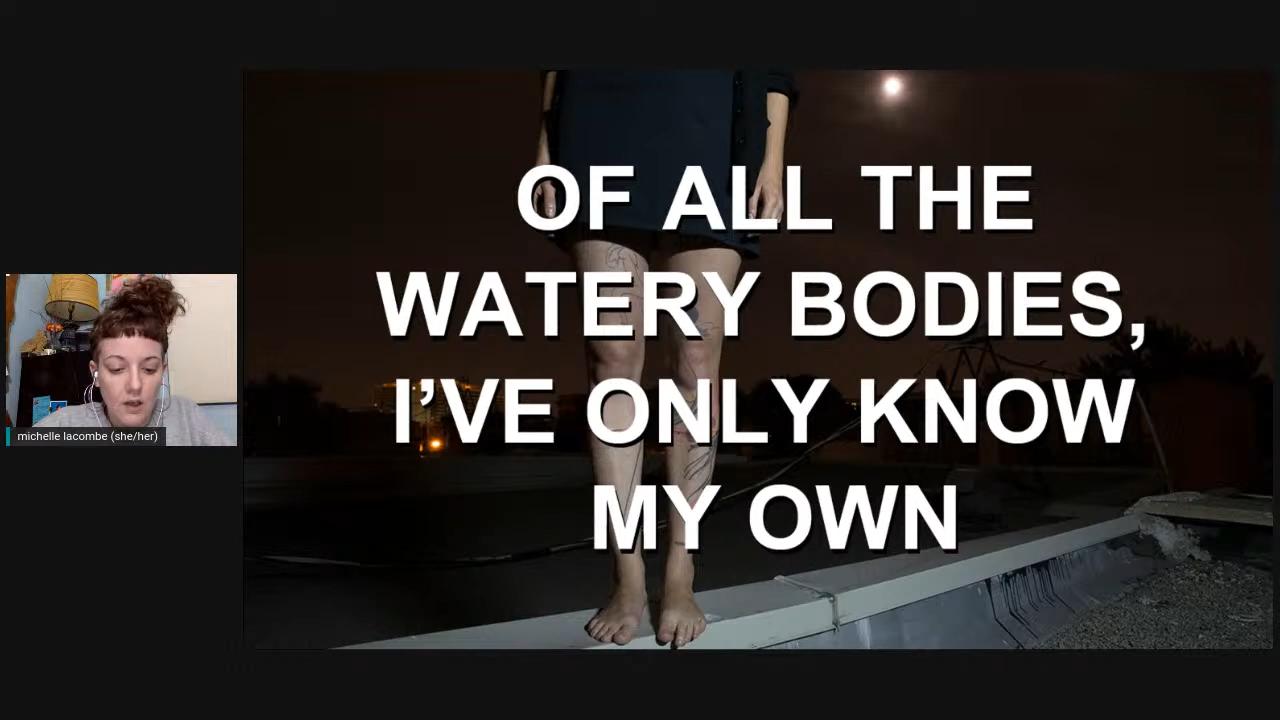 OF ALL THE
WATERY BODIES,
I’VE ONLY KNOW
MY OWN
michelle lacombe (she/her)